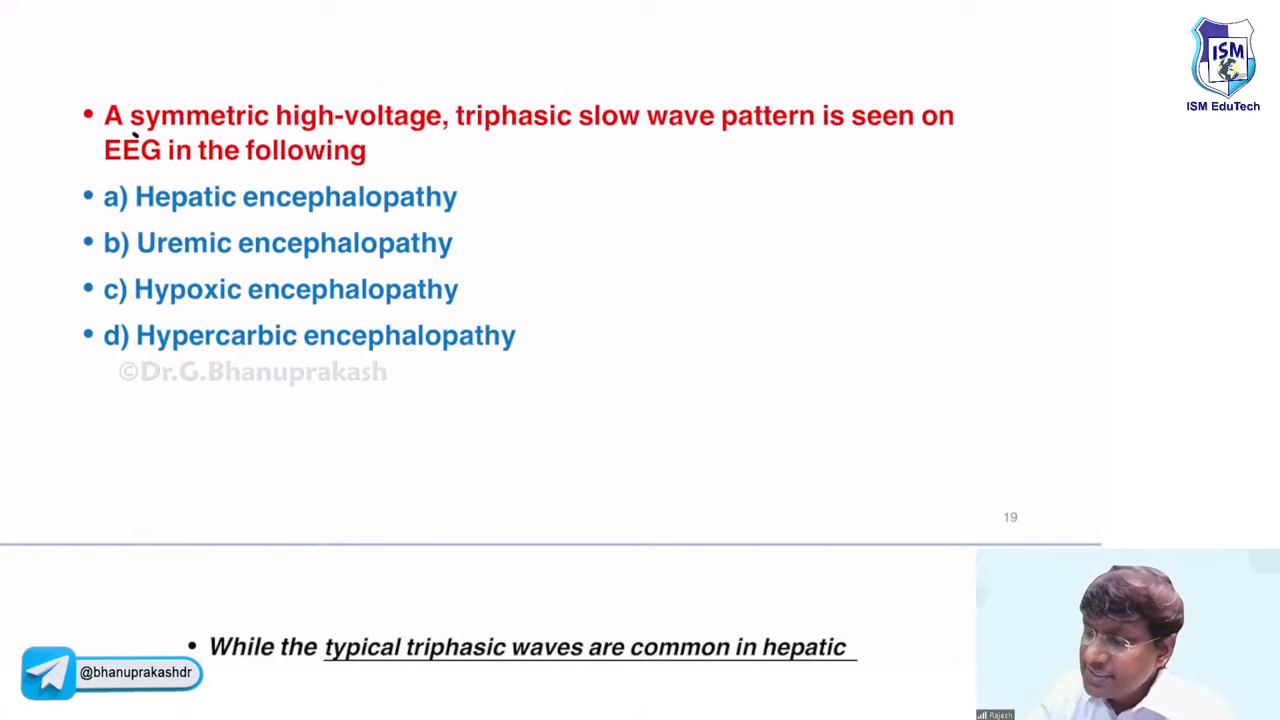 ISM
ISM EduTech
• A symmetric high-voltage, triphasic slow wave pattern is seen on
EEG in the following
• a) Hepatic encephalopathy
• b) Uremic encephalopathy
• c) Hypoxic encephalopathy
• d) Hypercarbic encephalopathy
©Dr.G.Bhanuprakash
19
• While the typical triphasic waves are common in hepatic
@bhanuprakashdr
Rajesh